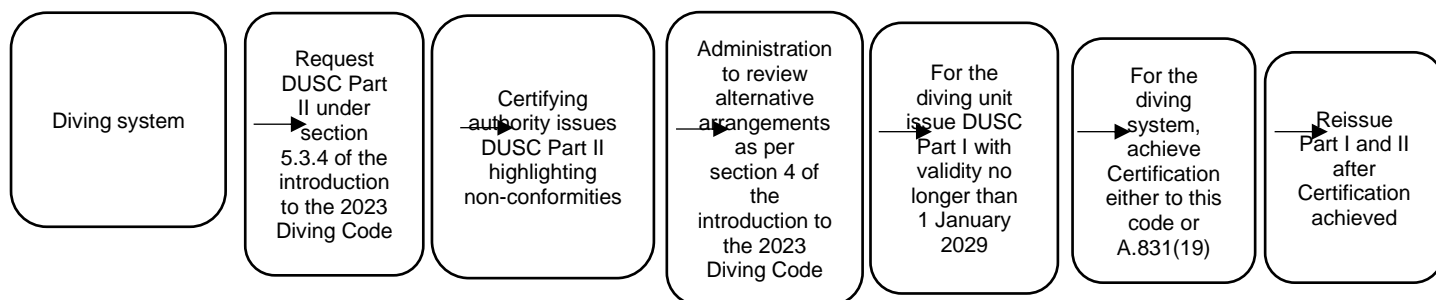 Diving system
Request
DUSC Part
II under
section
5.3.4 of the
introduction
to the 2023
Diving Code
Certifying
authority issues
DUSC Part II
highlighting
non-conformities
Administration
to review
alternative
arrangements
as per
section 4 of
the
introduction to
the 2023
Diving Code
For the
diving unit
issue DUSC
Part I with
validity no
longer than
1 January
2029
For the
diving
system,
achieve
Certification
either to this
code or
A.831(19)
Reissue
Part I and II
after
Certification
achieved